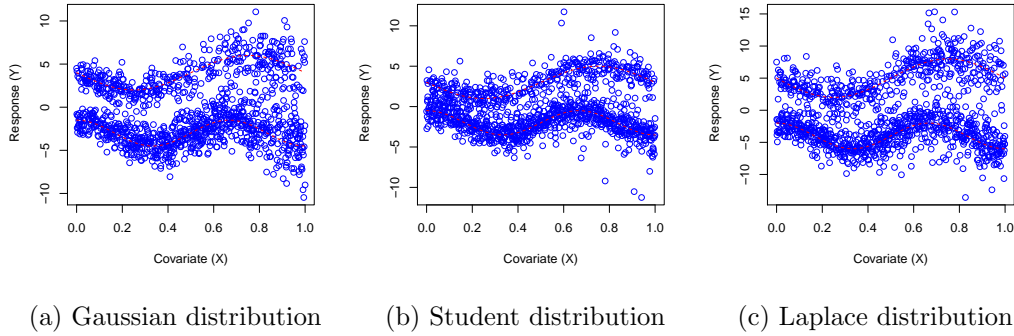 10
5
0
−5
−10
Response (Y)
0.0 0.2 0.4 0.6 0.8 1.0
Covariate (X)
(a) Gaussian distribution
10
5
0
−5
−10
Response (Y)
0.0 0.2 0.4 0.6 0.8 1.0
Covariate (X)
(b) Student distribution
15
10
5
0
−5
−10
Response (Y)
0.0 0.2 0.4 0.6 0.8 1.0
Covariate (X)
(c) Laplace distribution